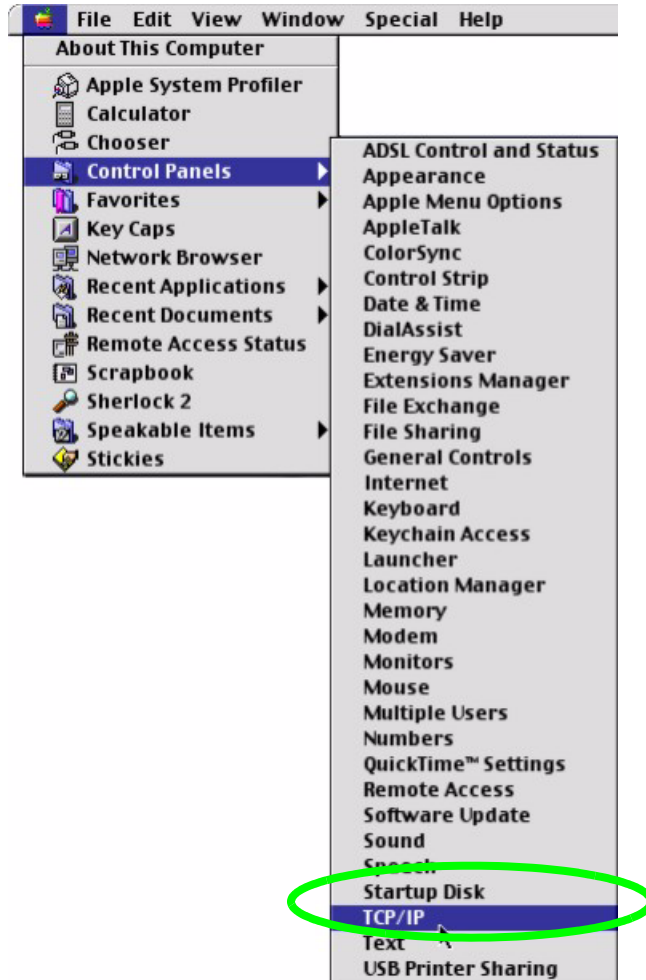 File Edit View Window Special Help
About This Computer
Apple System Profiler
Calculator
Chooser
Control Panels
Favorites
Key Caps
Network Browser
Recent Applications
Recent Documents
Remote Access Status
Scrapbook
Sherlock 2
Speakable Items
Stickies
ADSL Control and Status
Appearance
Apple Menu Options
AppleTalk
ColorSync
Control Strip
Date & Time
DialAssist
Energy Saver
Extensions Manager
File Exchange
File Sharing
General Controls
Internet
Keyboard
Keychain Access
Launcher
Location Manager
Memory
Modem
Monitors
Mouse
Multiple Users
Numbers
QuickTime™ Settings
Remote Access
Software Update
Sound
Speech
Startup Disk
TCP/IP
Text
USB Printer Sharing